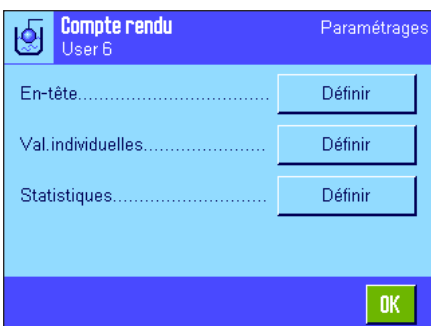 Compte rendu Paramétrages
User 6
En-tête................................ Définir
Val.individuelles...................... Définir
Statistiques........................... Définir
OK